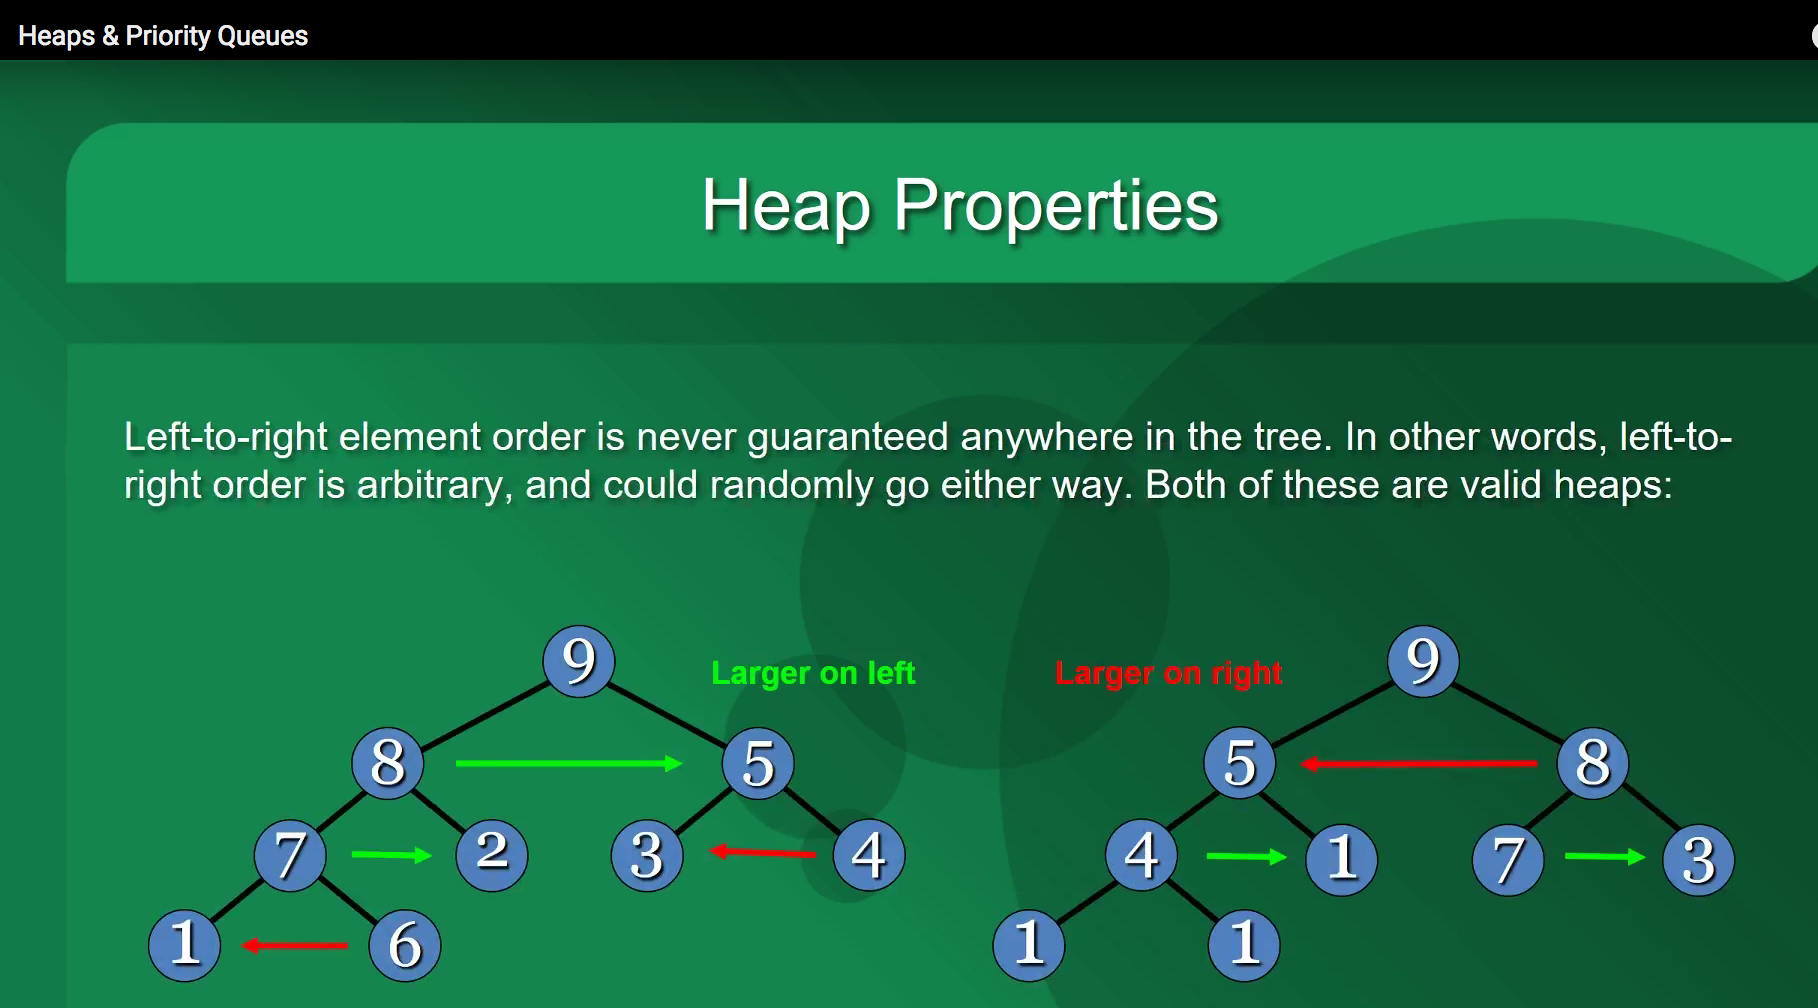 Heaps & Priority Queues
Heap Properties
Left-to-right element order is never guaranteed anywhere in the tree. In other words, left-to-
right order is arbitrary, and could randomly go either way. Both of these are valid heaps:
9 Larger on left
8 5
7 2 3 4
1 6
Larger on right 9
5 8
4 1 7 3
1 1